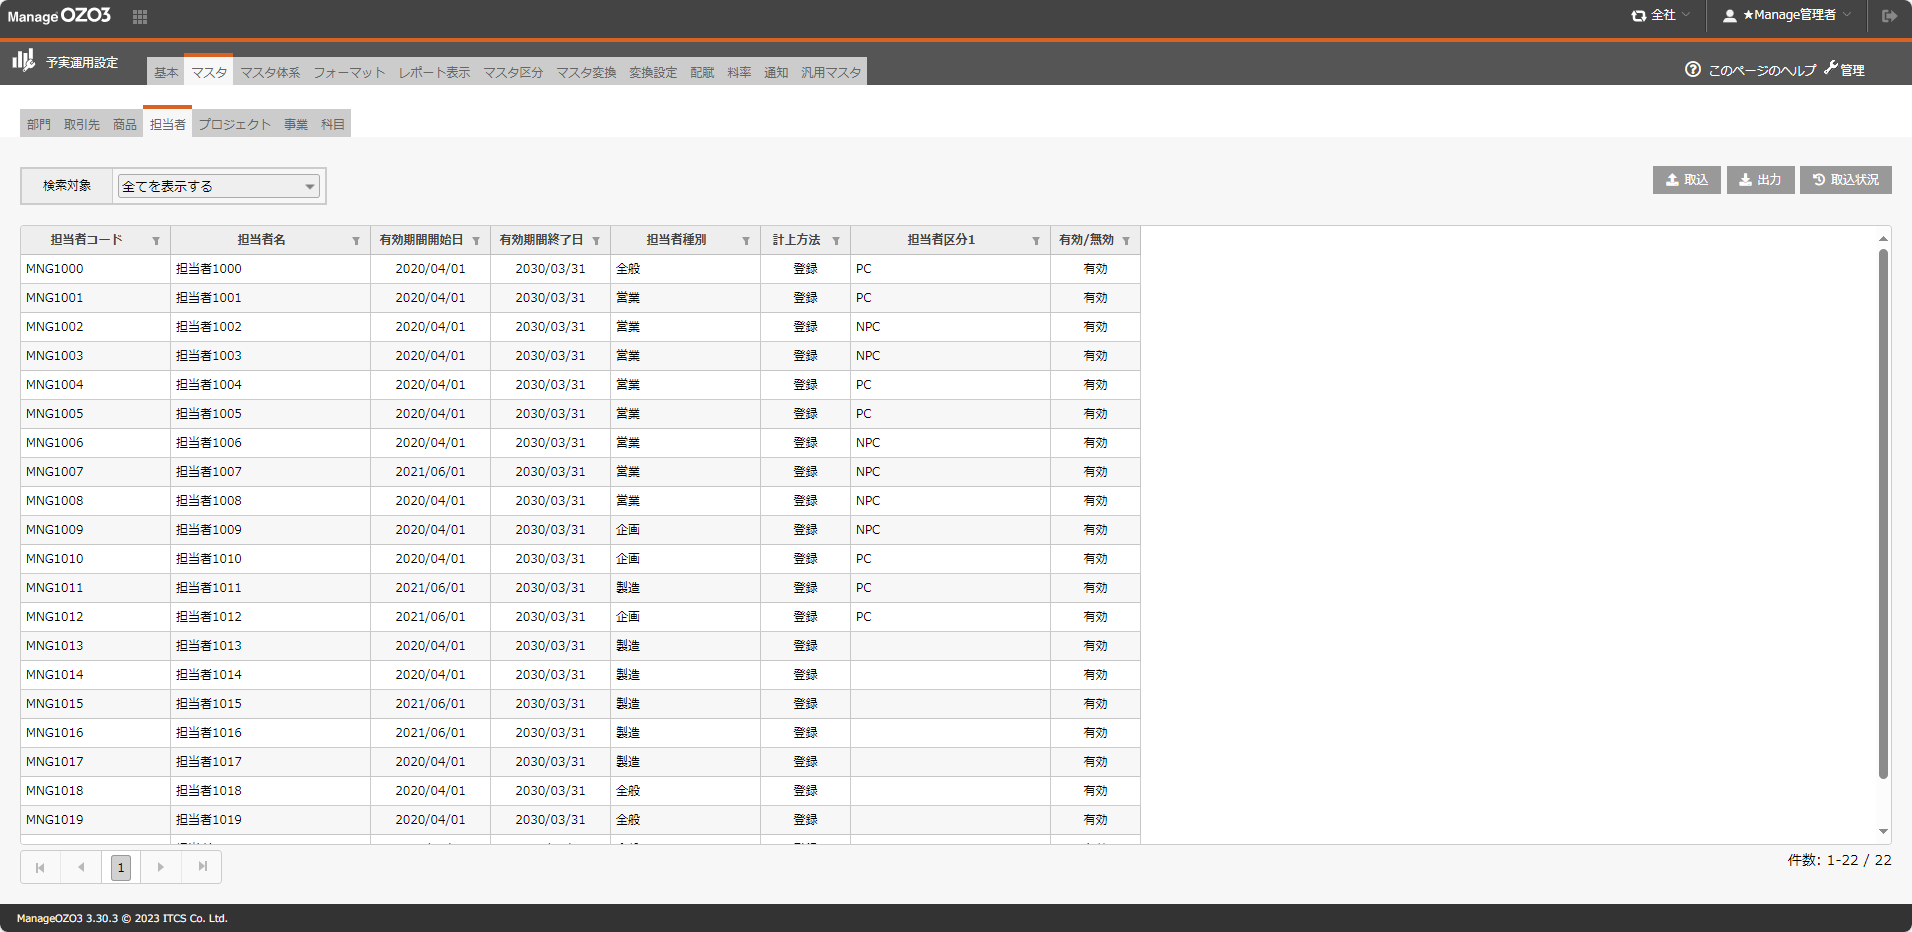 Manage OZO3 全社 ★Manage管理者
予実運用設定 基本 マスタ マスタ体系 フォーマット レポート表示 マスタ区分 マスタ変換 変換設定 配賦 料率 通知 汎用マスタ このページのヘルプ 管理
部門 取引先 商品 担当者 プロジェクト 事業 科目
検索対象 全てを表示する 取込 出力 取込状況
担当者コード 担当者名 有効期間開始日 有効期間終了日 担当者種別 計上方法 担当者区分1 有効/無効
MNG1000 担当者1000 2020/04/01 2030/03/31 全般 登録 PC 有効
MNG1001 担当者1001 2020/04/01 2030/03/31 営業 登録 PC 有効
MNG1002 担当者1002 2020/04/01 2030/03/31 営業 登録 NPC 有効
MNG1003 担当者1003 2020/04/01 2030/03/31 営業 登録 NPC 有効
MNG1004 担当者1004 2020/04/01 2030/03/31 営業 登録 PC 有効
MNG1005 担当者1005 2020/04/01 2030/03/31 営業 登録 PC 有効
MNG1006 担当者1006 2020/04/01 2030/03/31 営業 登録 NPC 有効
MNG1007 担当者1007 2021/06/01 2030/03/31 営業 登録 NPC 有効
MNG1008 担当者1008 2020/04/01 2030/03/31 営業 登録 NPC 有効
MNG1009 担当者1009 2020/04/01 2030/03/31 企画 登録 NPC 有効
MNG1010 担当者1010 2020/04/01 2030/03/31 企画 登録 PC 有効
MNG1011 担当者1011 2021/06/01 2030/03/31 製造 登録 PC 有効
MNG1012 担当者1012 2021/06/01 2030/03/31 企画 登録 PC 有効
MNG1013 担当者1013 2020/04/01 2030/03/31 製造 登録 有効
MNG1014 担当者1014 2020/04/01 2030/03/31 製造 登録 有効
MNG1015 担当者1015 2021/06/01 2030/03/31 製造 登録 有効
MNG1016 担当者1016 2021/06/01 2030/03/31 製造 登録 有効
MNG1017 担当者1017 2020/04/01 2030/03/31 製造 登録 有効
MNG1018 担当者1018 2020/04/01 2030/03/31 全般 登録 有効
MNG1019 担当者1019 2020/04/01 2030/03/31 全般 登録 有効
1 件数: 1-22 / 22
ManageOZO3 3.30.3 © 2023 ITCS Co. Ltd.